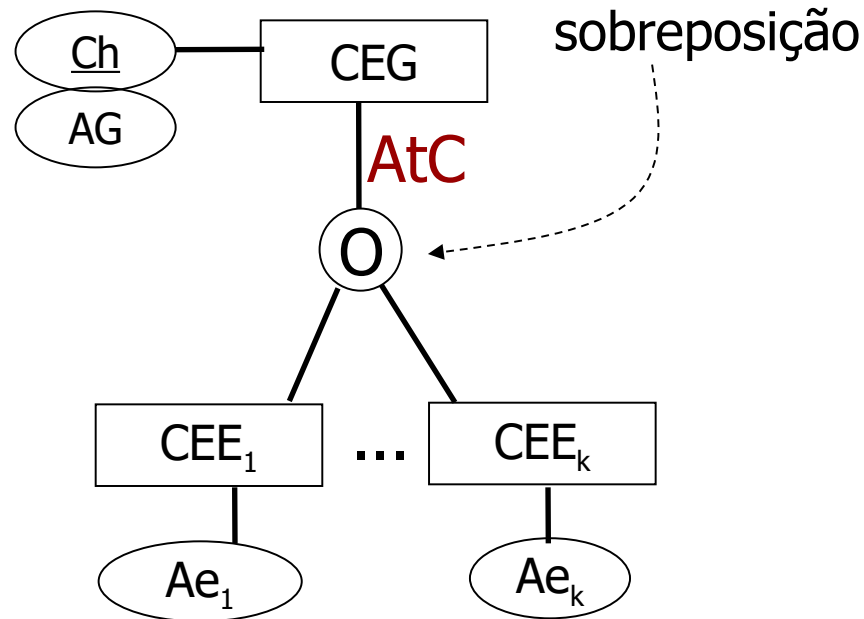 sobreposição
Ch
CEG
AG
AtC
O
CEE₁
...
CEEₖ
Ae₁
Aeₖ